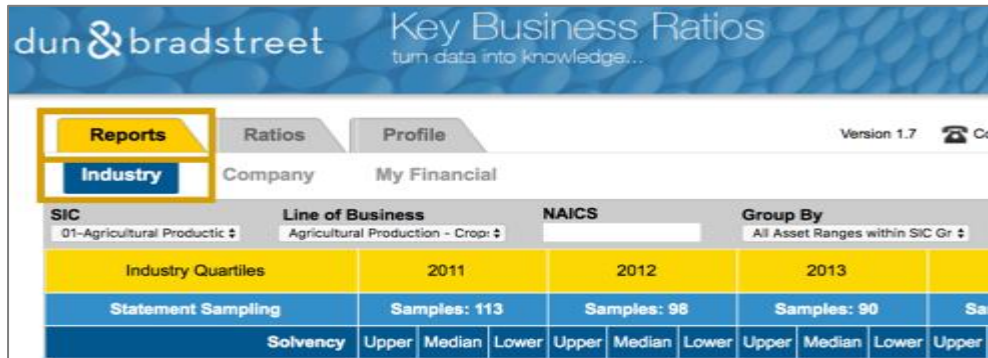 dun & bradstreet
Key Business Ratios
turn data into knowledge...
Reports Ratios Profile Version 1.7
Industry Company My Financial
SIC Line of Business NAICS Group By
01-Agricultural Productic Agricultural Production - Crop: All Asset Ranges within SIC Gr
Industry Quartiles 2011 2012 2013
Statement Sampling Samples: 113 Samples: 98 Samples: 90
Solvency Upper Median Lower Upper Median Lower Upper Median Lower Upper